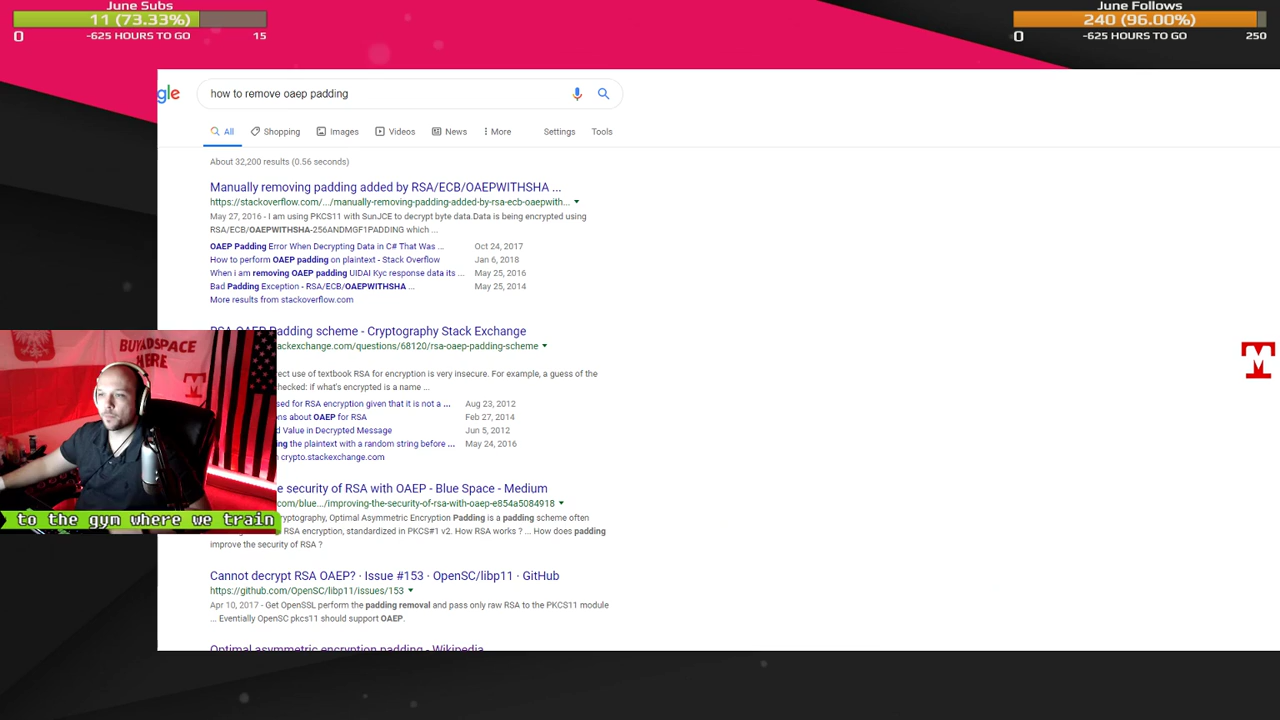 June Subs
11 (73.33%)
0
-625 HOURS TO GO
15
June Follows
240 (96.00%)
0
-625 HOURS TO GO
250
gle
how to remove oaep padding
All
Shopping
Images
Videos
News
More
Settings
Tools
About 32,200 results (0.56 seconds)
Manually removing padding added by RSA/ECB/OAEPWITHSHA ...
https://stackoverflow.com/.../manually-removing-padding-added-by-rsa-ecb-oaepwith...
May 27, 2016 - I am using PKCS11 with SunJCE to decrypt byte data.Data is being encrypted using
RSA/ECB/OAEPWITHSHA-256ANDMGF1PADDING which ...
OAEP Padding Error When Decrypting Data in C# That Was ... Oct 24, 2017
How to perform OAEP padding on plaintext - Stack Overflow Jan 6, 2018
When i am removing OAEP padding UIDAI Kyc response data its ... May 25, 2016
Bad Padding Exception - RSA/ECB/OAEPWITHSHA ... May 25, 2014
More results from stackoverflow.com
RSA OAEP Padding scheme - Cryptography Stack Exchange
ackexchange.com/questions/68120/rsa-oaep-padding-scheme
rect use of textbook RSA for encryption is very insecure. For example, a guess of the
hecked: if what's encrypted is a name ...
sed for RSA encryption given that it is not a ... Aug 23, 2012
ons about OAEP for RSA Feb 27, 2014
d Value in Decrypted Message Jun 5, 2012
ing the plaintext with a random string before ... May 24, 2016
crypto.stackexchange.com
e security of RSA with OAEP - Blue Space - Medium
com/blue.../improving-the-security-of-rsa-with-oaep-e854a5084918
ryptography, Optimal Asymmetric Encryption Padding is a padding scheme often
RSA encryption, standardized in PKCS#1 v2. How RSA works ? ... How does padding
improve the security of RSA ?
Cannot decrypt RSA OAEP? · Issue #153 · OpenSC/libp11 · GitHub
https://github.com/OpenSC/libp11/issues/153
Apr 10, 2017 - Get OpenSSL perform the padding removal and pass only raw RSA to the PKCS11 module
... Eventially OpenSC pkcs11 should support OAEP.
Optimal asymmetric encryption padding - Wikipedia
BUY ADSPACE
HERE
to the gym where we train